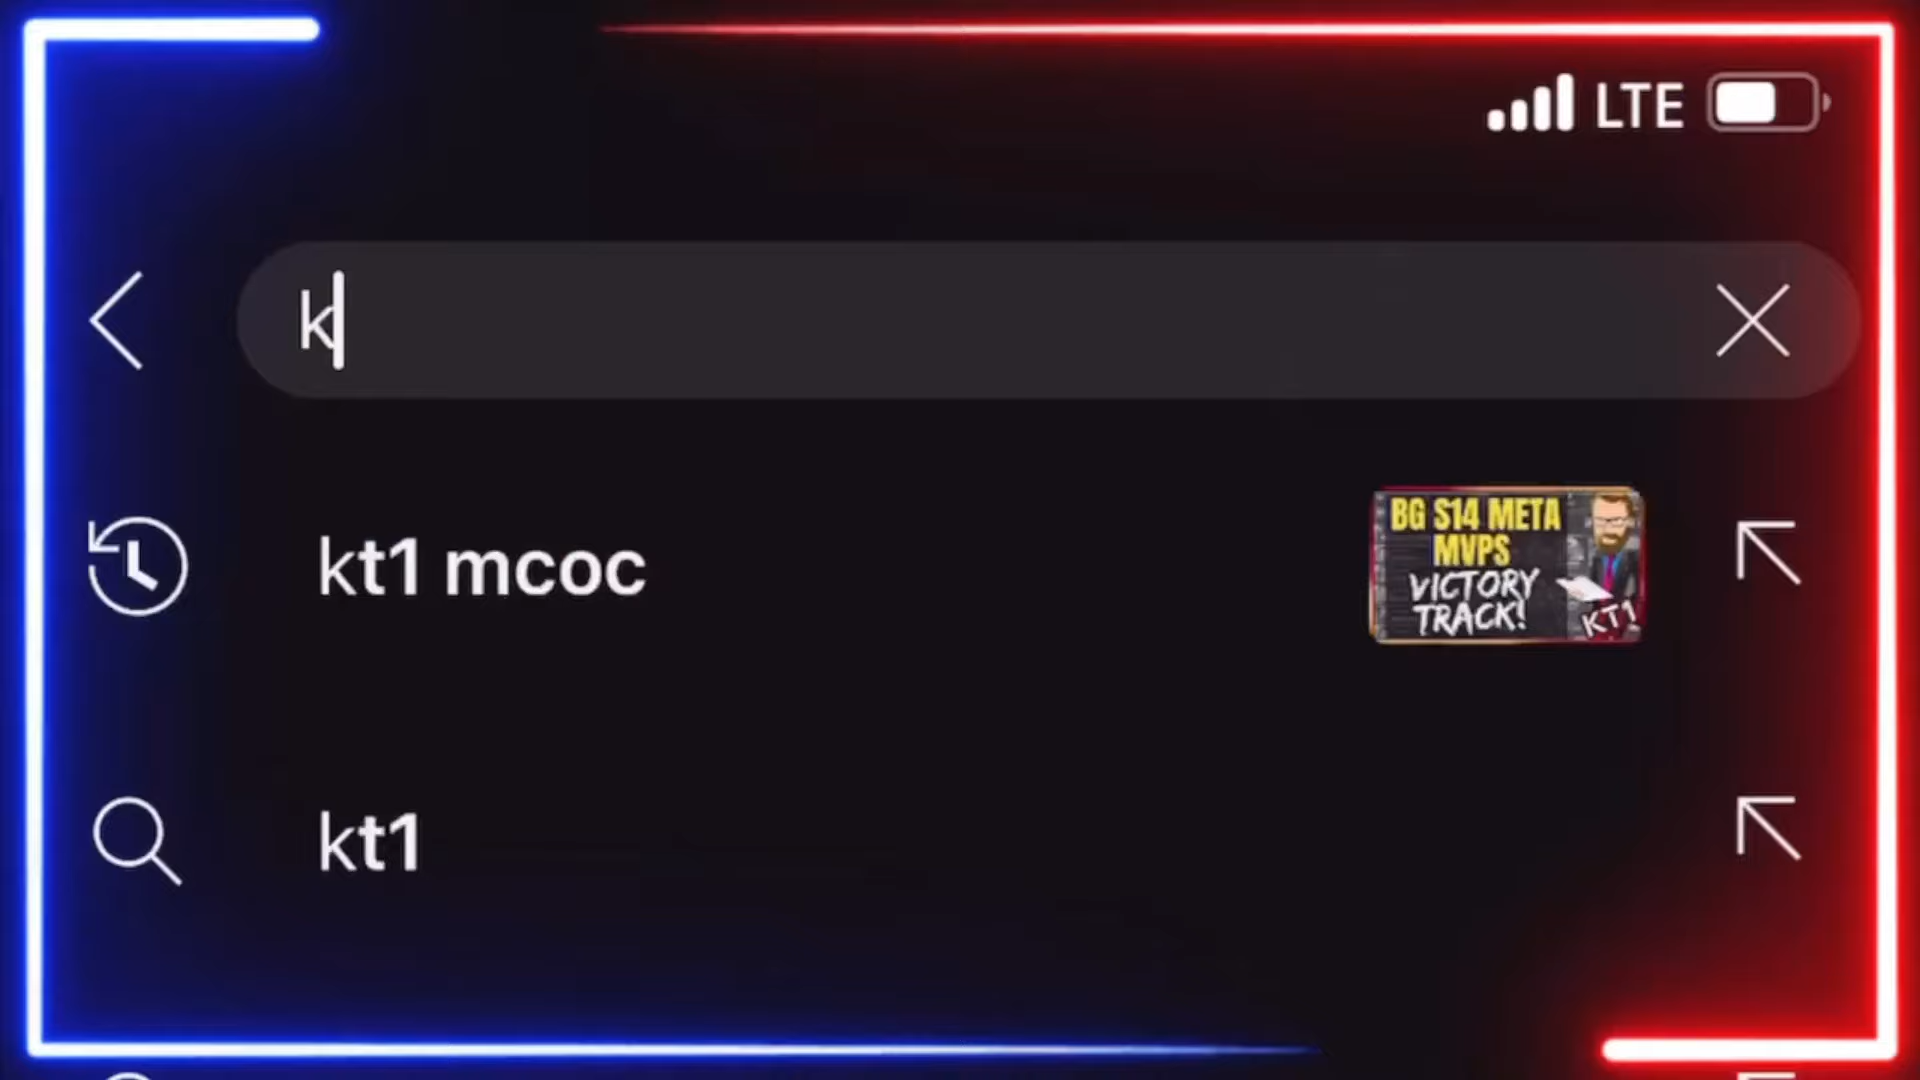 LTE
k
kt1 mcoc
BG S14 META
MVPS
VICTORY
TRACK!
KT1
kt1